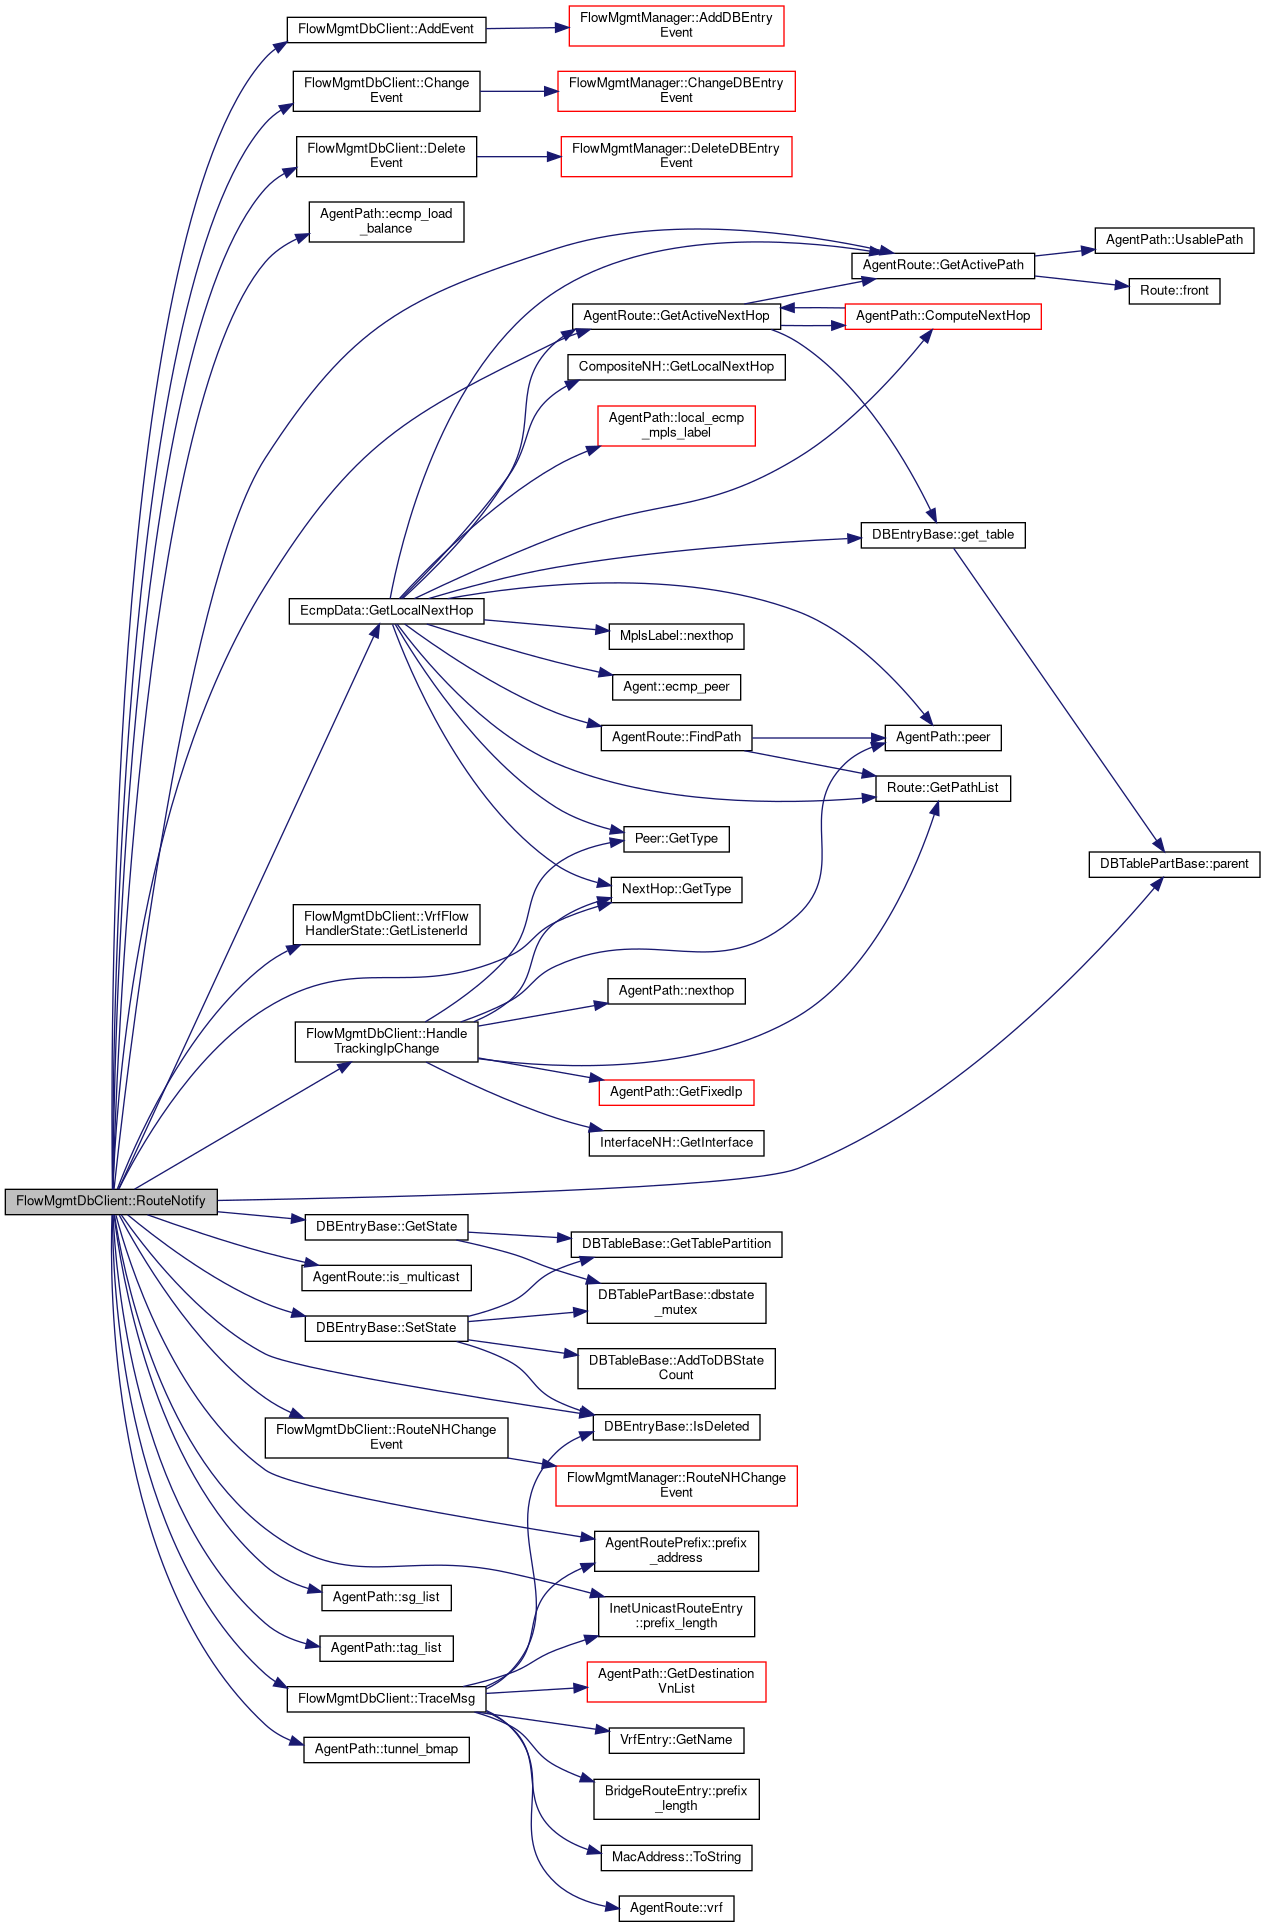 FlowMgmtDbClient::AddEvent
FlowMgmtManager::AddDBEntry
Event
FlowMgmtDbClient::Change
Event
FlowMgmtManager::ChangeDBEntry
Event
FlowMgmtDbClient::Delete
Event
FlowMgmtManager::DeleteDBEntry
Event
AgentPath::ecmp_load
_balance
AgentRoute::GetActivePath
AgentPath::UsablePath
Route::front
AgentRoute::GetActiveNextHop
AgentPath::ComputeNextHop
CompositeNH::GetLocalNextHop
AgentPath::local_ecmp
_mpls_label
DBEntryBase::get_table
EcmpData::GetLocalNextHop
MplsLabel::nexthop
Agent::ecmp_peer
AgentRoute::FindPath
AgentPath::peer
Route::GetPathList
Peer::GetType
DBTablePartBase::parent
NextHop::GetType
FlowMgmtDbClient::VrfFlow
HandlerState::GetListenerId
AgentPath::nexthop
FlowMgmtDbClient::Handle
TrackingIpChange
AgentPath::GetFixedIp
InterfaceNH::GetInterface
FlowMgmtDbClient::RouteNotify
DBEntryBase::GetState
DBTableBase::GetTablePartition
AgentRoute::is_multicast
DBTablePartBase::dbstate
_mutex
DBEntryBase::SetState
DBTableBase::AddToDBState
Count
FlowMgmtDbClient::RouteNHChange
Event
DBEntryBase::IsDeleted
FlowMgmtManager::RouteNHChange
Event
AgentRoutePrefix::prefix
_address
AgentPath::sg_list
InetUnicastRouteEntry
::prefix_length
AgentPath::tag_list
FlowMgmtDbClient::TraceMsg
AgentPath::GetDestination
VnList
AgentPath::tunnel_bmap
VrfEntry::GetName
BridgeRouteEntry::prefix
_length
MacAddress::ToString
AgentRoute::vrf